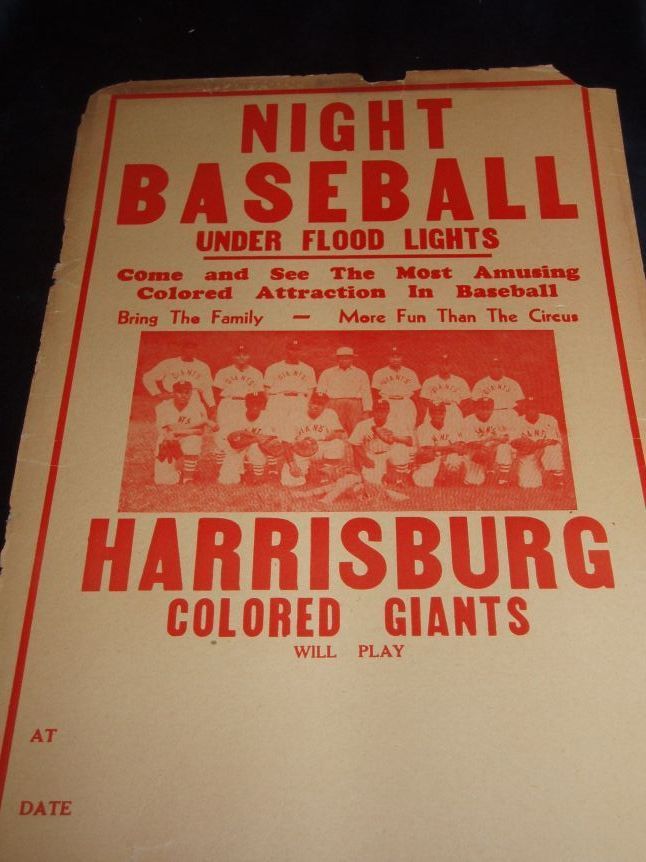 NIGHT
BASEBALL
UNDER FLOOD LIGHTS
Come and See The Most Amusing
Colored Attraction In Baseball
Bring The Family — More Fun Than The Circus
HARRISBURG
COLORED GIANTS
WILL PLAY
AT
DATE